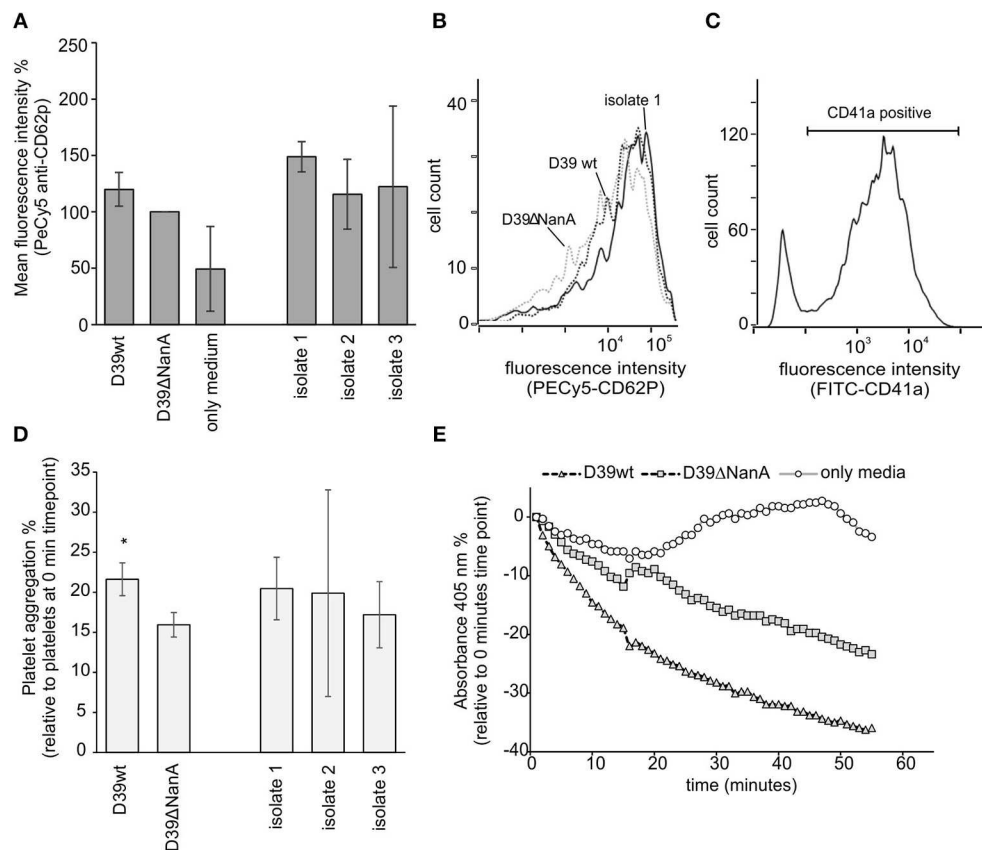 A
B
C
Mean fluorescence intensity %
(PeCy5 anti-CD62p)
250
200
150
100
50
0
D39wt
D39ΔNanA
only medium
isolate 1
isolate 2
isolate 3
cell count
40
10
0
isolate 1
D39 wt
D39ΔNanA
10⁴
10⁵
fluorescence intensity
(PECy5-CD62P)
cell count
120
60
0
CD41a positive
10³
10⁴
fluorescence intensity
(FITC-CD41a)
D
E
Platelet aggregation %
(relative to platelets at 0 min timepoint)
35
30
25
20
15
10
5
0
*
D39wt
D39ΔNanA
isolate 1
isolate 2
isolate 3
D39wt D39ΔNanA only media
Absorbance 405 nm %
(relative to 0 minutes time point)
0
-10
-20
-30
-40
0 10 20 30 40 50 60
time (minutes)